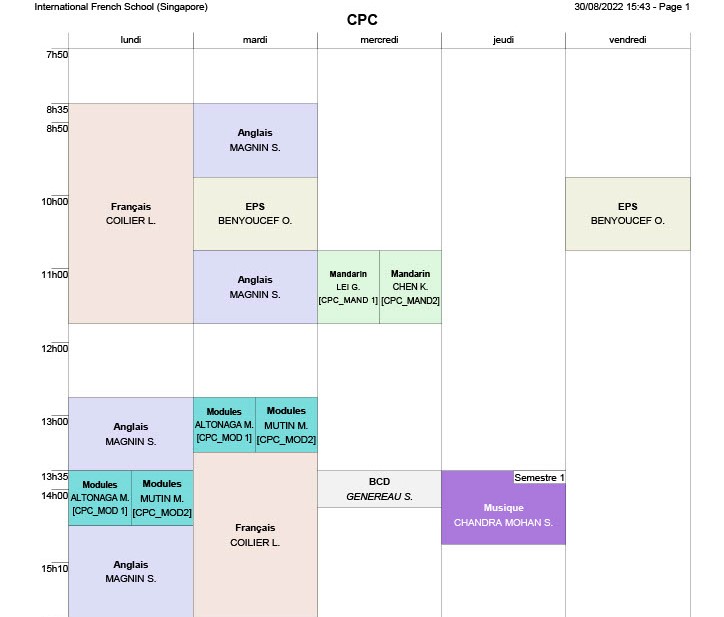 International French School (Singapore)
30/08/2022 15:43 - Page 1
CPC
lundi
mardi
mercredi
jeudi
vendredi
7h50
8h35
8h50
10h00
11h00
12h00
13h00
13h35
14h00
15h10
Français
COILIER L.
Anglais
MAGNIN S.
Modules
ALTONAGA M.
[CPC_MOD 1]
Modules
MUTIN M.
[CPC_MOD2]
Anglais
MAGNIN S.
Anglais
MAGNIN S.
EPS
BENYOUCEF O.
Anglais
MAGNIN S.
Modules
ALTONAGA M.
[CPC_MOD 1]
Modules
MUTIN M.
[CPC_MOD2]
Français
COILIER L.
Mandarin
LEI G.
[CPC_MAND 1]
Mandarin
CHEN K.
[CPC_MAND2]
BCD
GENEREAU S.
Semestre 1
Musique
CHANDRA MOHAN S.
EPS
BENYOUCEF O.